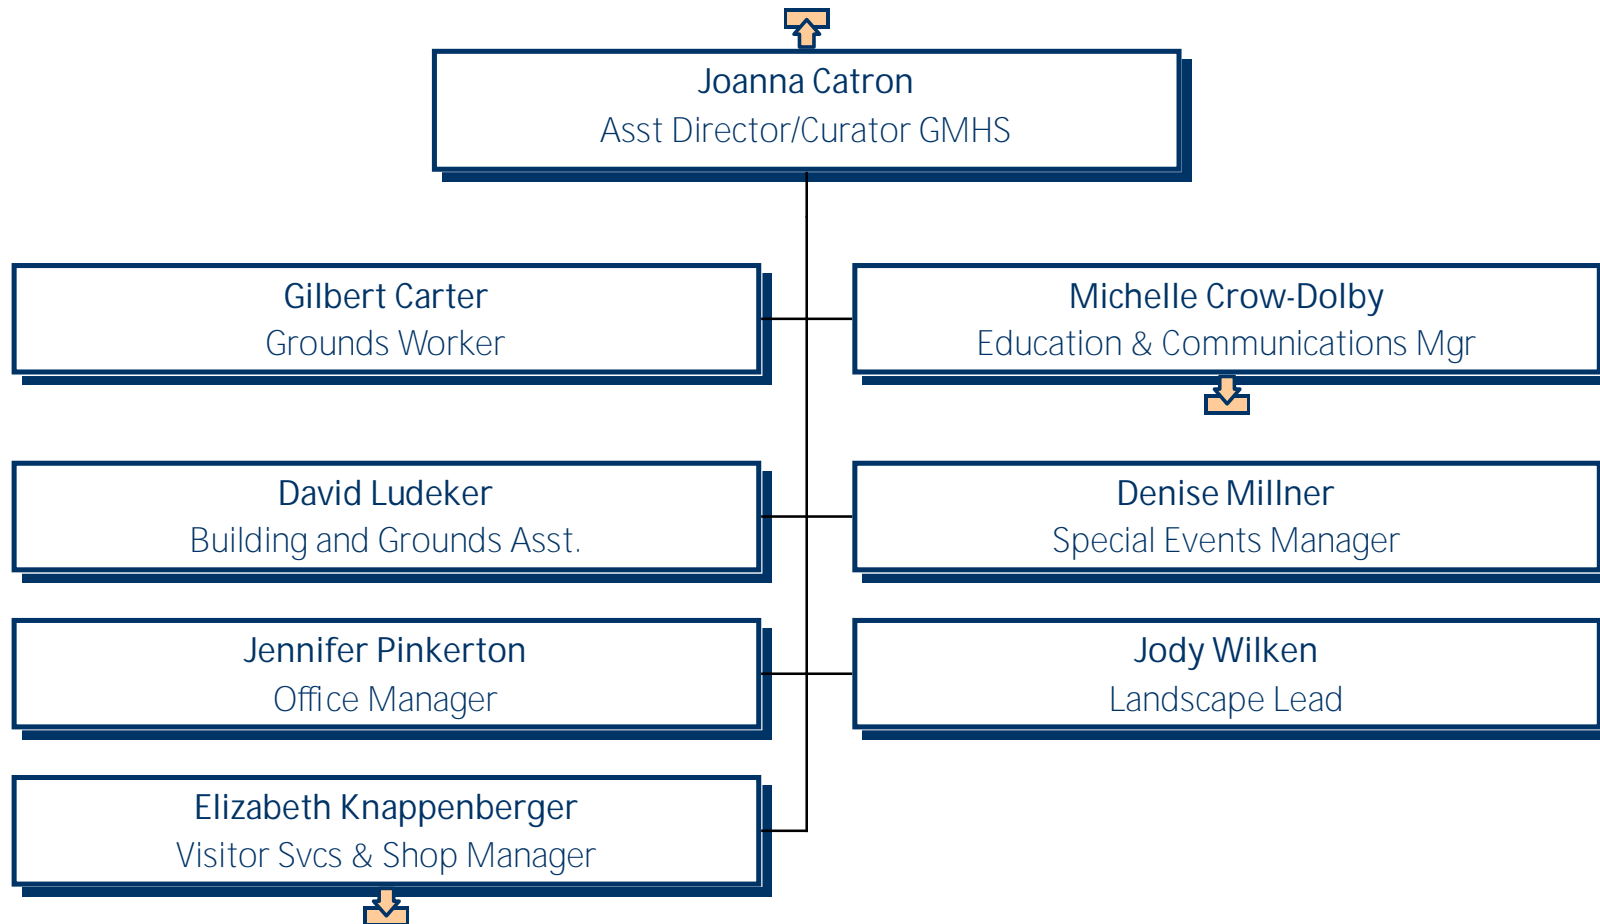 Joanna Catron
Asst Director/Curator GMHS
Gilbert Carter
Grounds Worker
Michelle Crow-Dolby
Education & Communications Mgr
David Ludeker
Building and Grounds Asst.
Denise Millner
Special Events Manager
Jennifer Pinkerton
Office Manager
Jody Wilken
Landscape Lead
Elizabeth Knappenberger
Visitor Svcs & Shop Manager